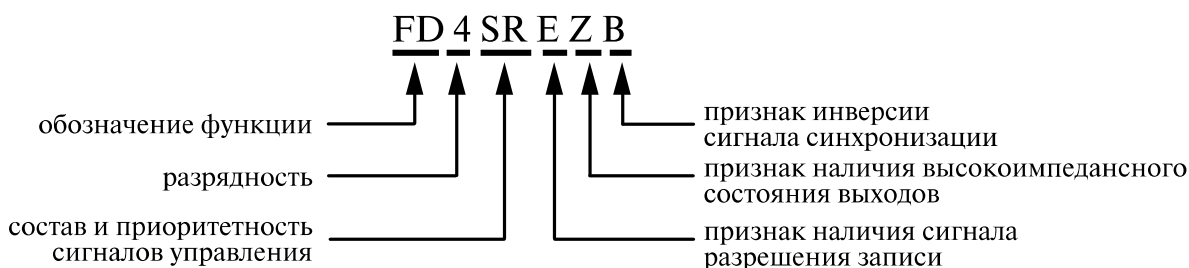 FD 4 SR E Z B
обозначение функции
разрядность
состав и приоритетность
сигналов управления
признак инверсии
сигнала синхронизации
признак наличия высокоимпедансного
состояния выходов
признак наличия сигнала
разрешения записи